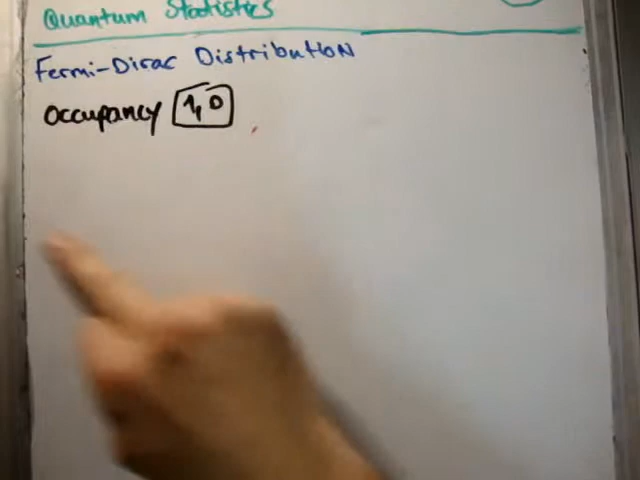 Quantum Statistics
Fermi-Dirac Distribution
Occupancy 1,0